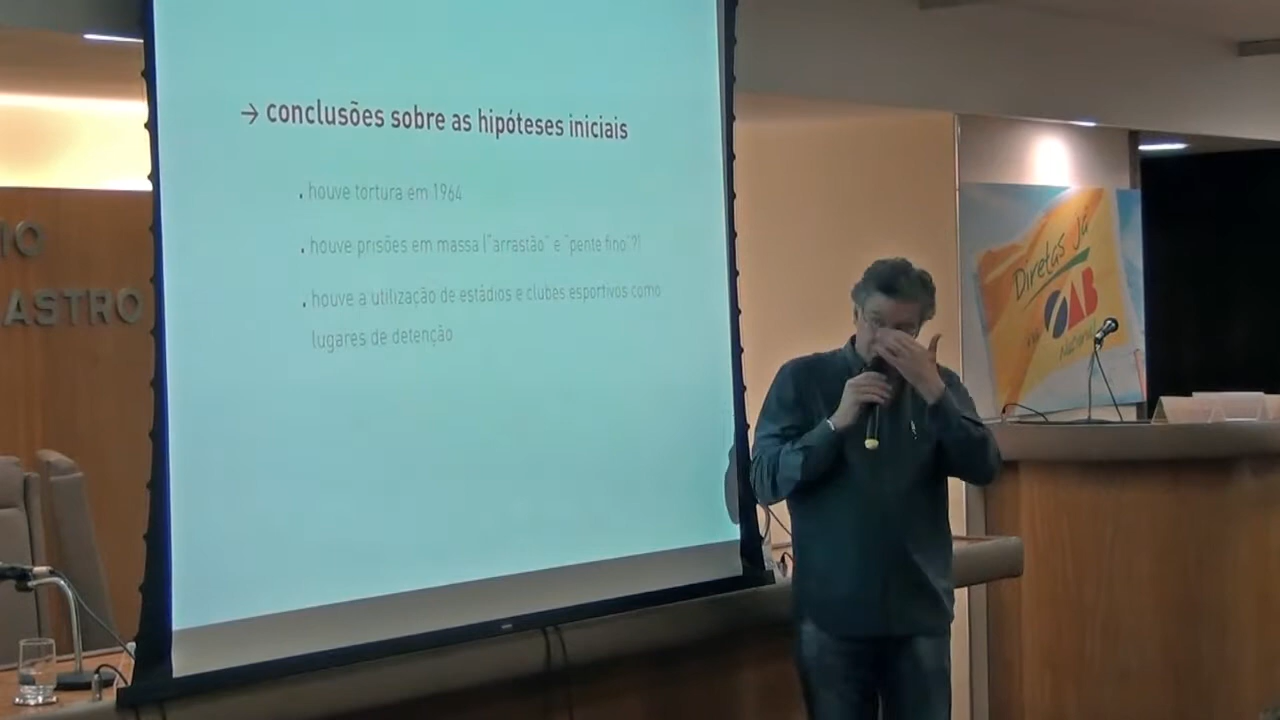 → conclusões sobre as hipóteses iniciais
. houve tortura em 1964
. houve prisões em massa ("arrastão" e "pente fino"?)
. houve a utilização de estádios e clubes esportivos como
lugares de detenção
IO
ASTRO
Diretas Já
OAB